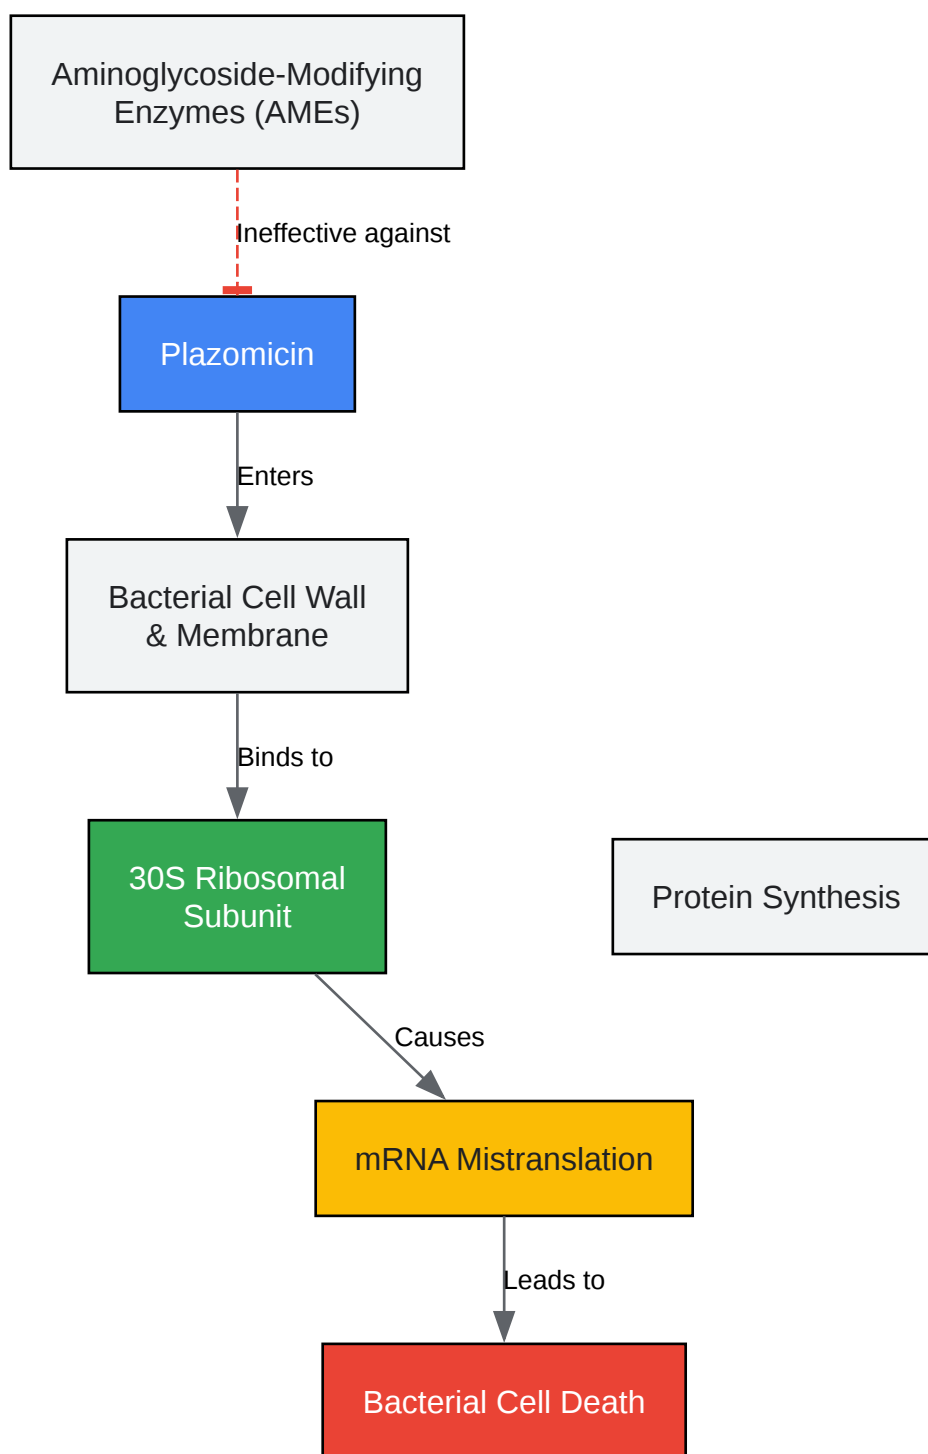 Aminoglycoside-Modifying
Enzymes (AMEs)
Ineffective against
Plazomicin
Enters
Bacterial Cell Wall
& Membrane
Binds to
30S Ribosomal
Subunit
Protein Synthesis
Causes
mRNA Mistranslation
Leads to
Bacterial Cell Death